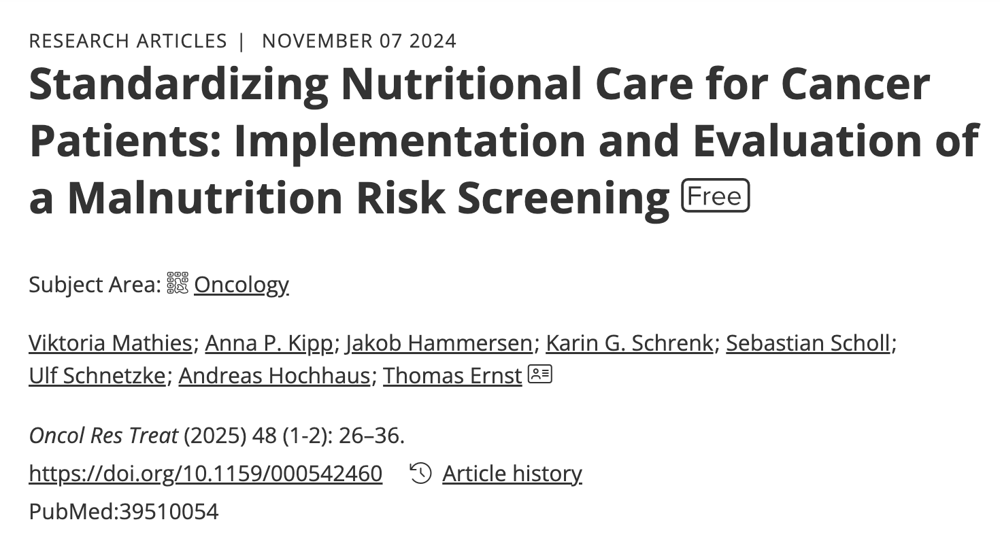 RESEARCH ARTICLES | NOVEMBER 07 2024
Standardizing Nutritional Care for Cancer
Patients: Implementation and Evaluation of
a Malnutrition Risk Screening Free
Subject Area: Oncology
Viktoria Mathies; Anna P. Kipp; Jakob Hammersen; Karin G. Schrenk; Sebastian Scholl;
Ulf Schnetzke; Andreas Hochhaus; Thomas Ernst
Oncol Res Treat (2025) 48 (1-2): 26–36.
https://doi.org/10.1159/000542460 Article history
PubMed:39510054